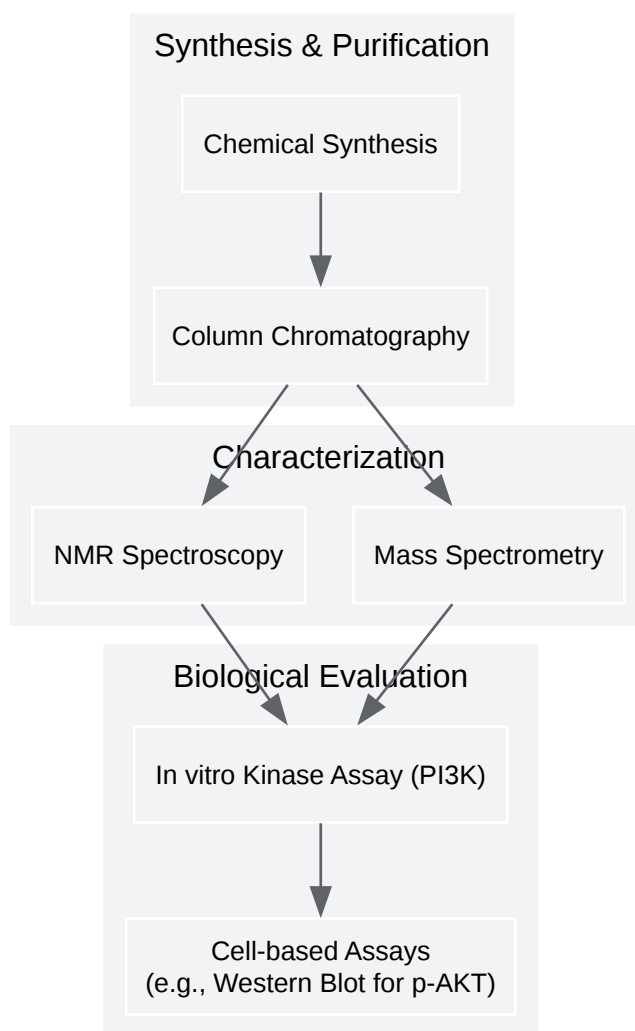 Synthesis & Purification
Chemical Synthesis
Column Chromatography
Characterization
NMR Spectroscopy
Mass Spectrometry
Biological Evaluation
In vitro Kinase Assay (PI3K)
Cell-based Assays
(e.g., Western Blot for p-AKT)